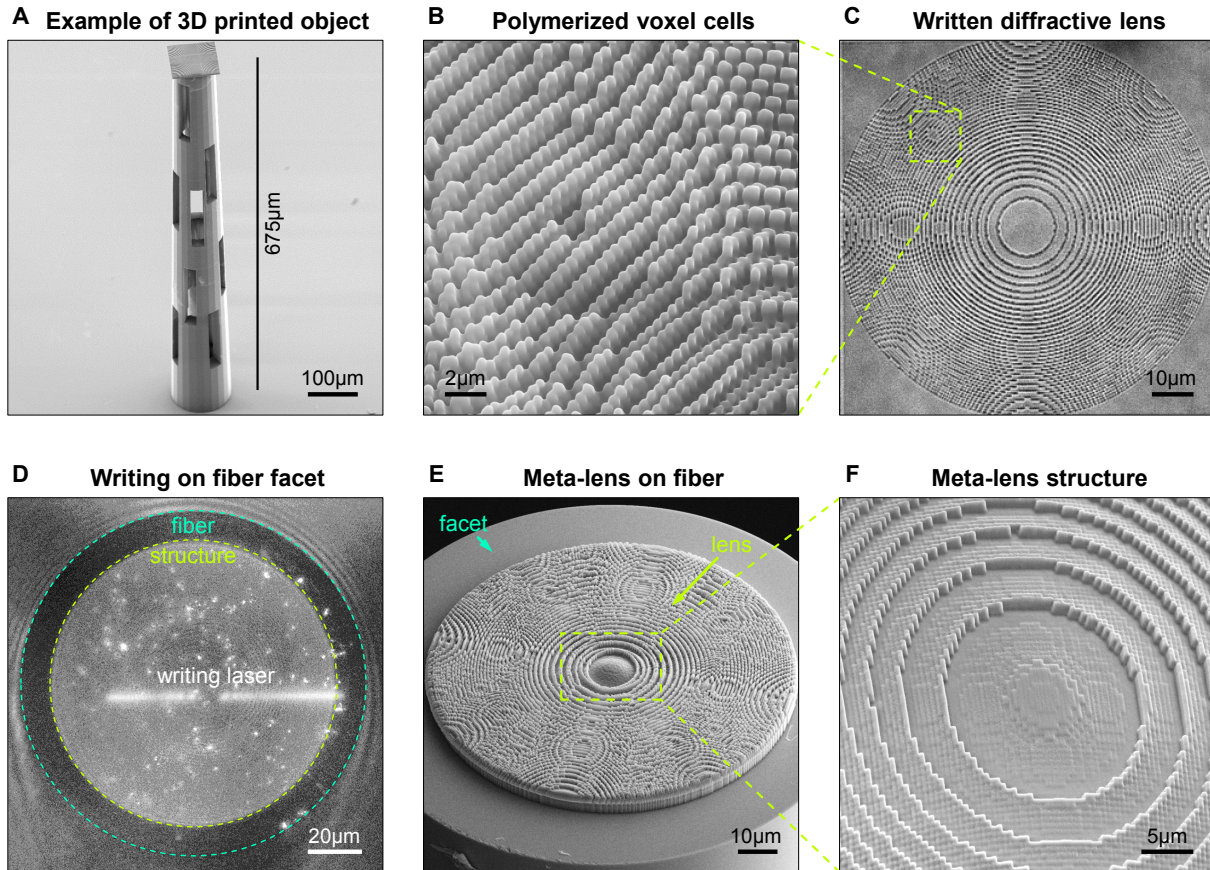 A Example of 3D printed object
675µm
100µm
B Polymerized voxel cells
2µm
C Written diffractive lens
10µm
D Writing on fiber facet
fiber
structure
writing laser
20µm
E Meta-lens on fiber
facet
lens
10µm
F Meta-lens structure
5µm